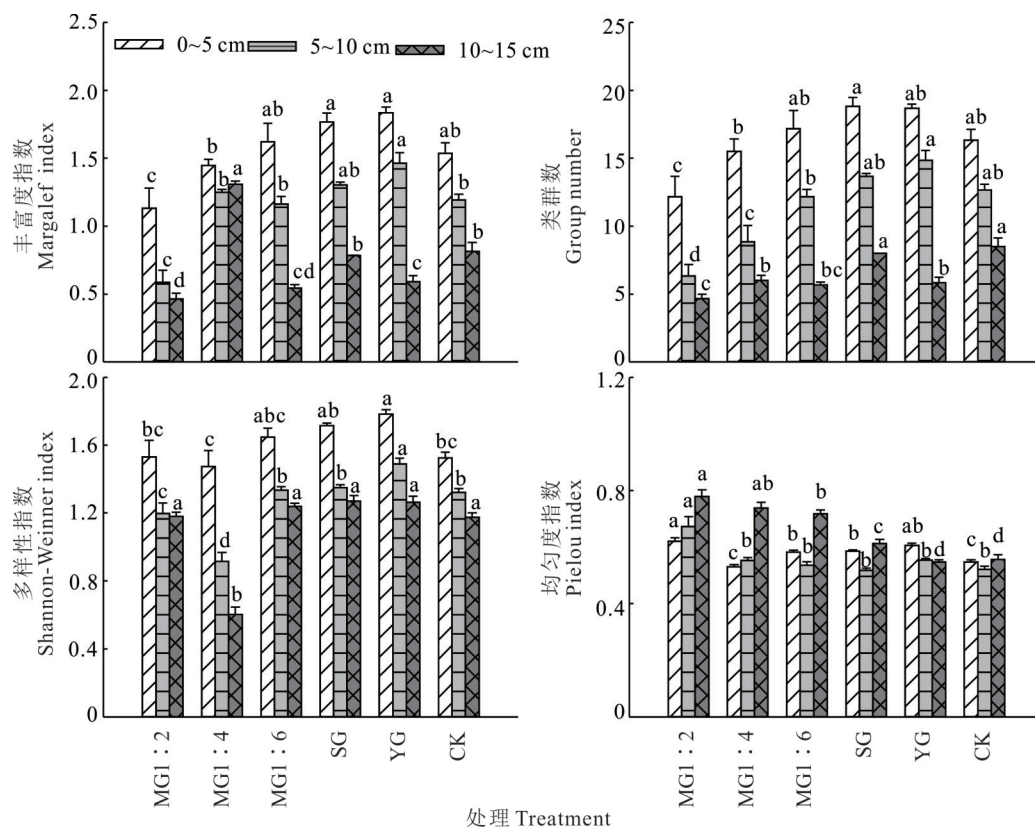 丰富度指数
Margalef index
2.5
2.0
1.5
1.0
0.5
0
0~5 cm 5~10 cm 10~15 cm
c c d
b b a
ab b cd
a ab b
a a c
ab b b
类群数
Group number
25
20
15
10
5
0
c d c
b c b
ab b bc
a ab a
a a b
ab ab a
多样性指数
Shannon-Weinner index
2.0
1.6
1.2
0.8
0.4
0
bc c a
c d b
abc b a
ab b a
a a a
bc b a
MG1：2 MG1：4 MG1：6 SG YG CK
均匀度指数
Pielou index
1.2
0.8
0.4
0
a a a
c b ab
b b b
b b c
ab b d
c b d
MG1：2 MG1：4 MG1：6 SG YG CK
处理 Treatment